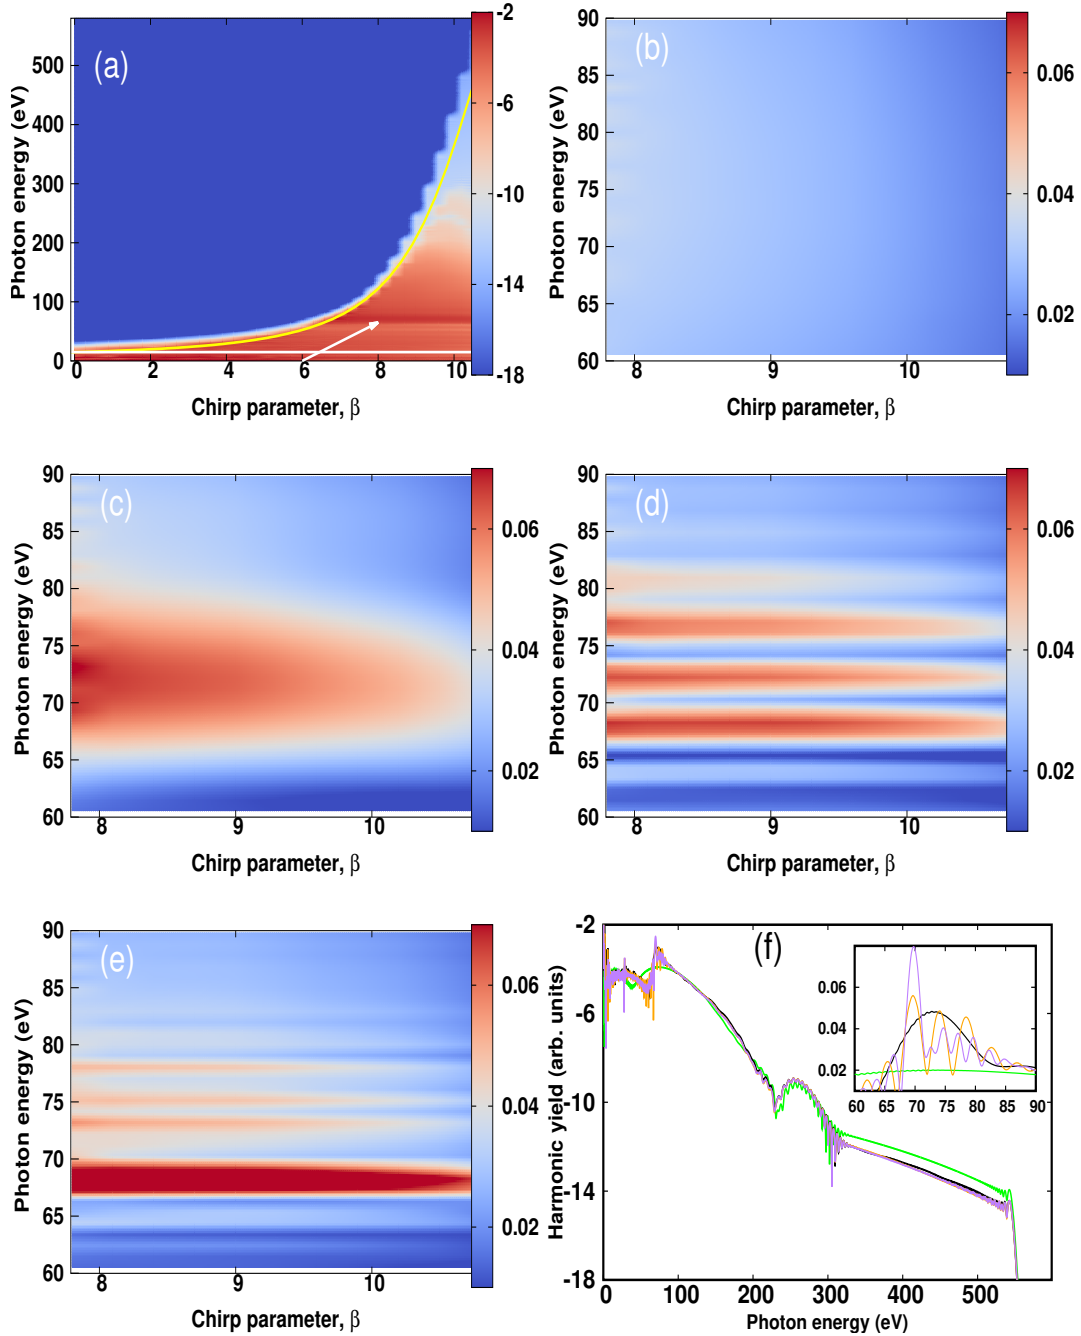 (a)
Photon energy (eV)
500
400
300
200
100
0
0 2 4 6 8 10
Chirp parameter, β
-2
-6
-10
-14
-18
(b)
Photon energy (eV)
90
85
80
75
70
65
60
8 9 10
Chirp parameter, β
0.06
0.04
0.02
(c)
Photon energy (eV)
90
85
80
75
70
65
60
8 9 10
Chirp parameter, β
0.06
0.04
0.02
(d)
Photon energy (eV)
90
85
80
75
70
65
60
8 9 10
Chirp parameter, β
0.06
0.04
0.02
(e)
Photon energy (eV)
90
85
80
75
70
65
60
8 9 10
Chirp parameter, β
0.06
0.04
0.02
(f)
Harmonic yield (arb. units)
-2
-6
-10
-14
-18
0 100 200 300 400 500
Photon energy (eV)
0.06
0.04
0.02
60 65 70 75 80 85 90